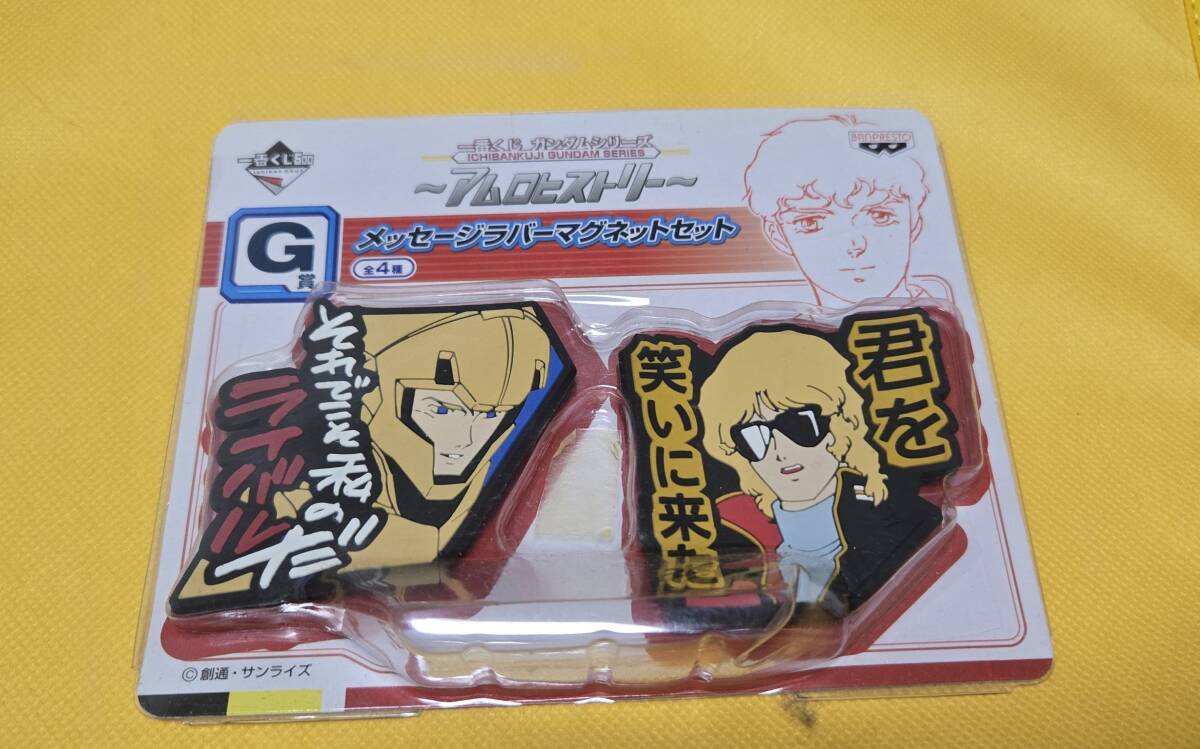 一番くじ
Ichiban KUJI
一番くじ ガンダムシリーズ
ICHIBANKUJI GUNDAM SERIES
～アムロヒストリー～
BANPRESTO
G賞
メッセージラバーマグネットセット
全4種
それでこそ私の
ライバルだ
君を
笑いに来た
©創通・サンライズ